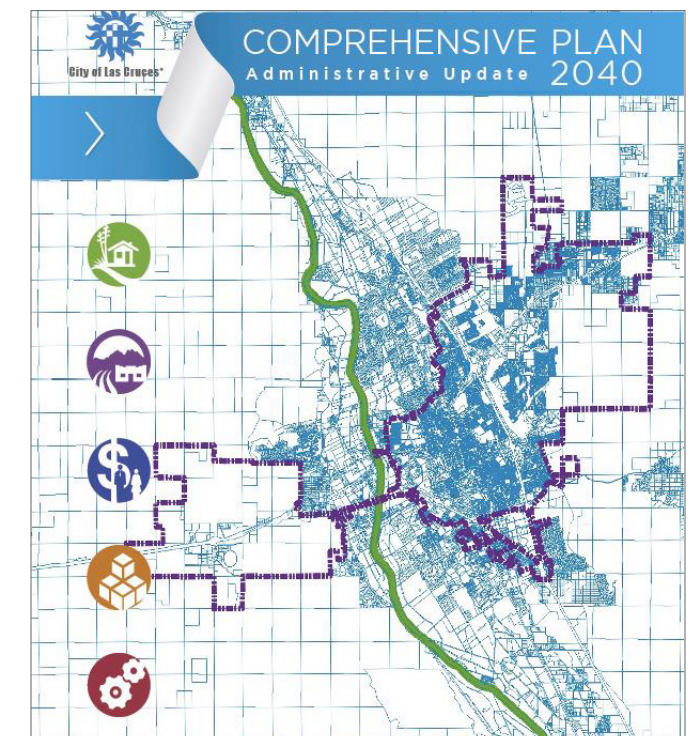 COMPREHENSIVE PLAN
Administrative Update 2040
City of Las Cruces®